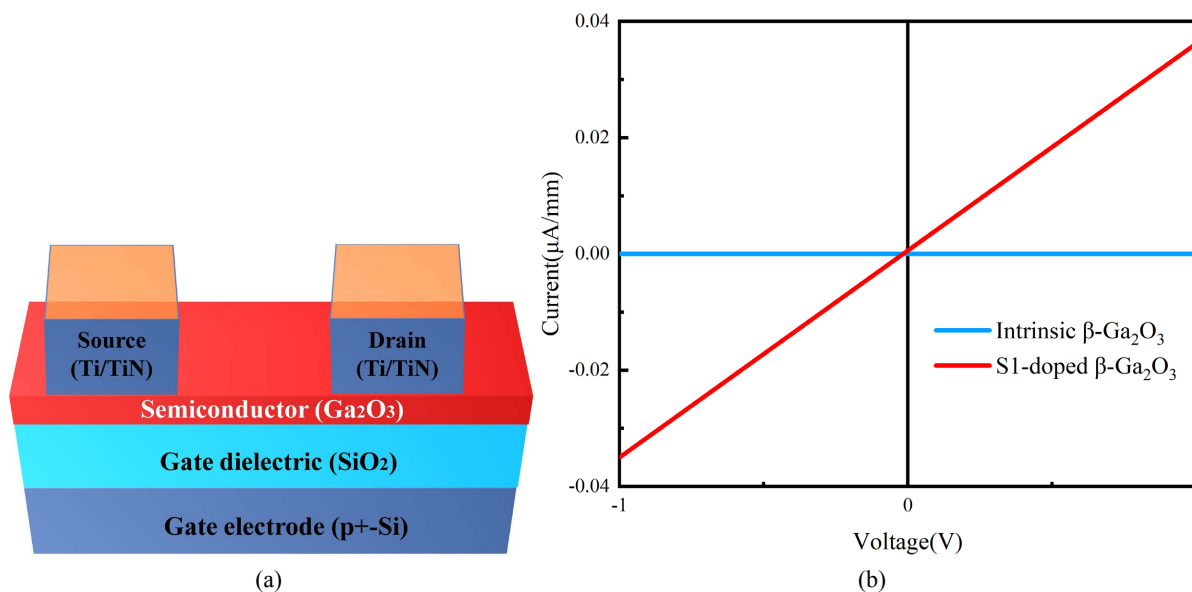 Source
(Ti/TiN)
Drain
(Ti/TiN)
Semiconductor (Ga₂O₃)
Gate dielectric (SiO₂)
Gate electrode (p+-Si)
(a)
0.04
0.02
0.00
-0.02
-0.04
Current(μA/mm)
Intrinsic β-Ga₂O₃
S1-doped β-Ga₂O₃
-1
0
Voltage(V)
(b)